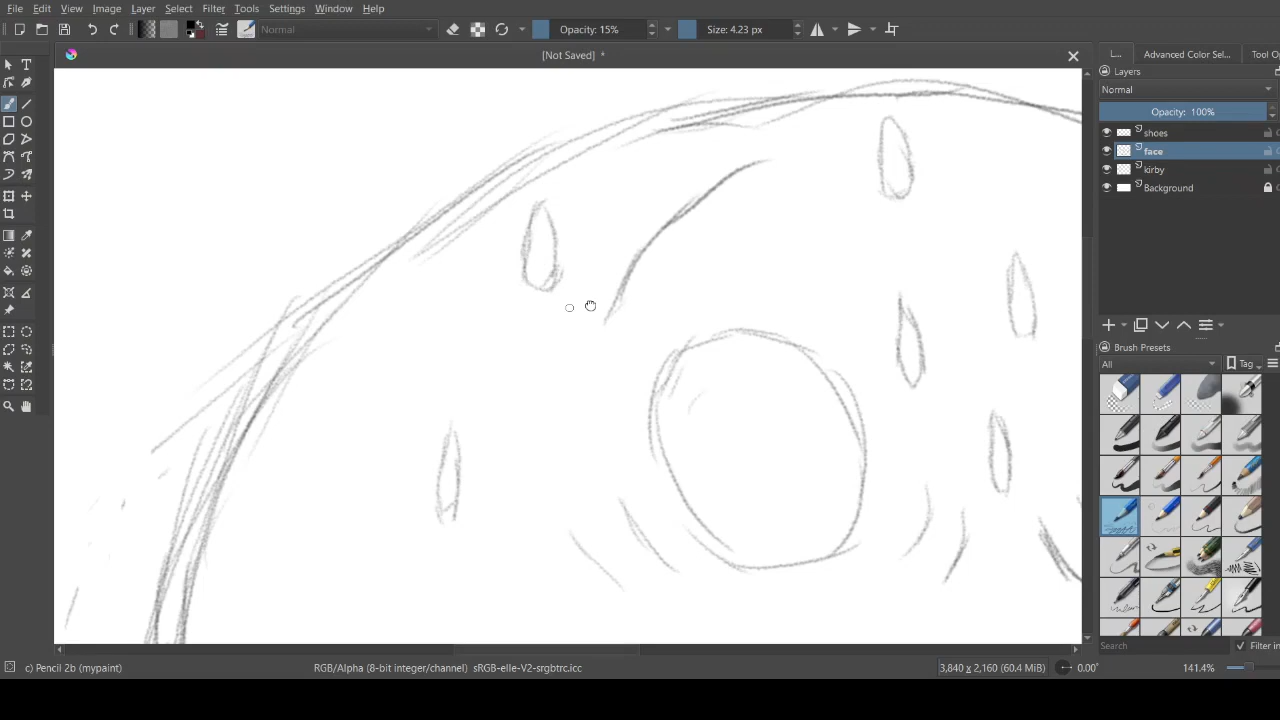 File Edit View Image Layer Select Filter Tools Settings Window Help
Normal Opacity: 15% Size: 4.23 px
[Not Saved] *
Advanced Color Sel... Tool Op
Layers
Normal
Opacity: 100%
shoes
face
kirby
Background
Brush Presets
All Tag
Search Filter in
c) Pencil 2b (mypaint) RGB/Alpha (8-bit integer/channel) sRGB-elle-V2-srgbtrc.icc 3,840 x 2,160 (60.4 MiB) 0.00° 141.4%